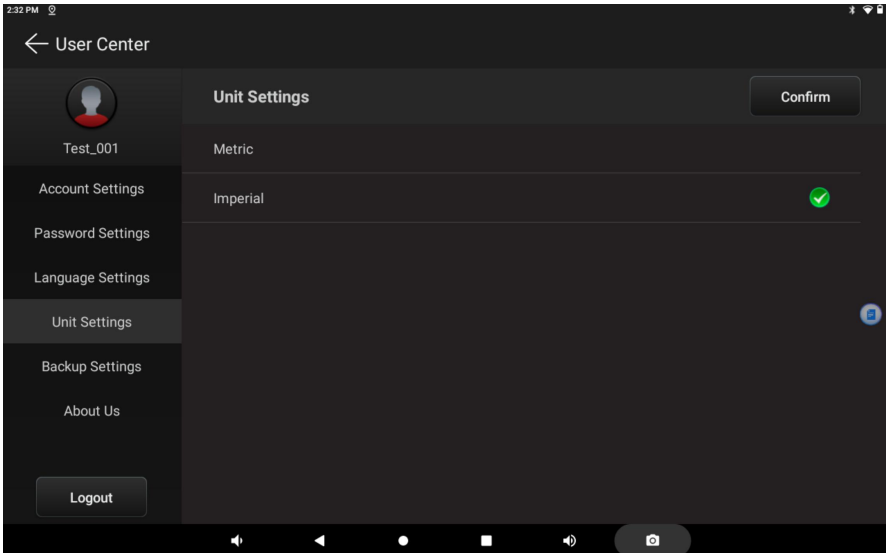 2:32 PM
User Center
Test_001
Account Settings
Password Settings
Language Settings
Unit Settings
Backup Settings
About Us
Logout
Unit Settings
Confirm
Metric
Imperial